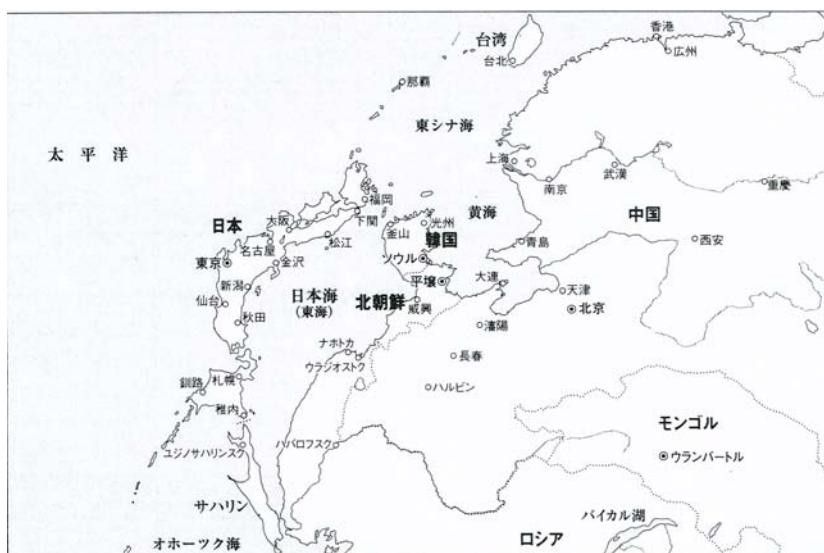 香港
台湾
広州
台北
那覇
東シナ海
太平洋
上海
武漢
南京
重慶
福岡
黄海
中国
日本
大阪
下関
釜山
光州
韓国
名古屋
松江
青島
西安
東京
金沢
ソウル
新潟
日本海
(東海)
平壌
大連
天津
仙台
北朝鮮
咸興
北京
秋田
瀋陽
ナホトカ
ウラジオストク
長春
釧路
札幌
ハルビン
稚内
モンゴル
ユジノサハリンスク
ハバロフスク
ウランバートル
サハリン
バイカル湖
オホーツク海
ロシア